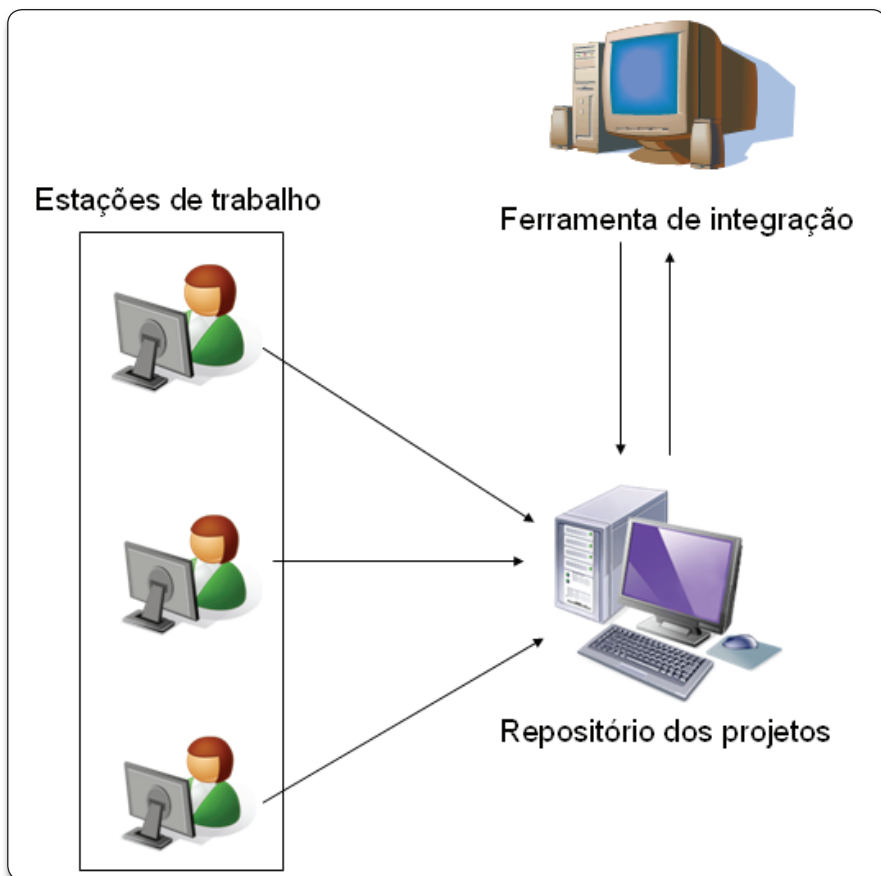 Estações de trabalho
Ferramenta de integração
Repositório dos projetos